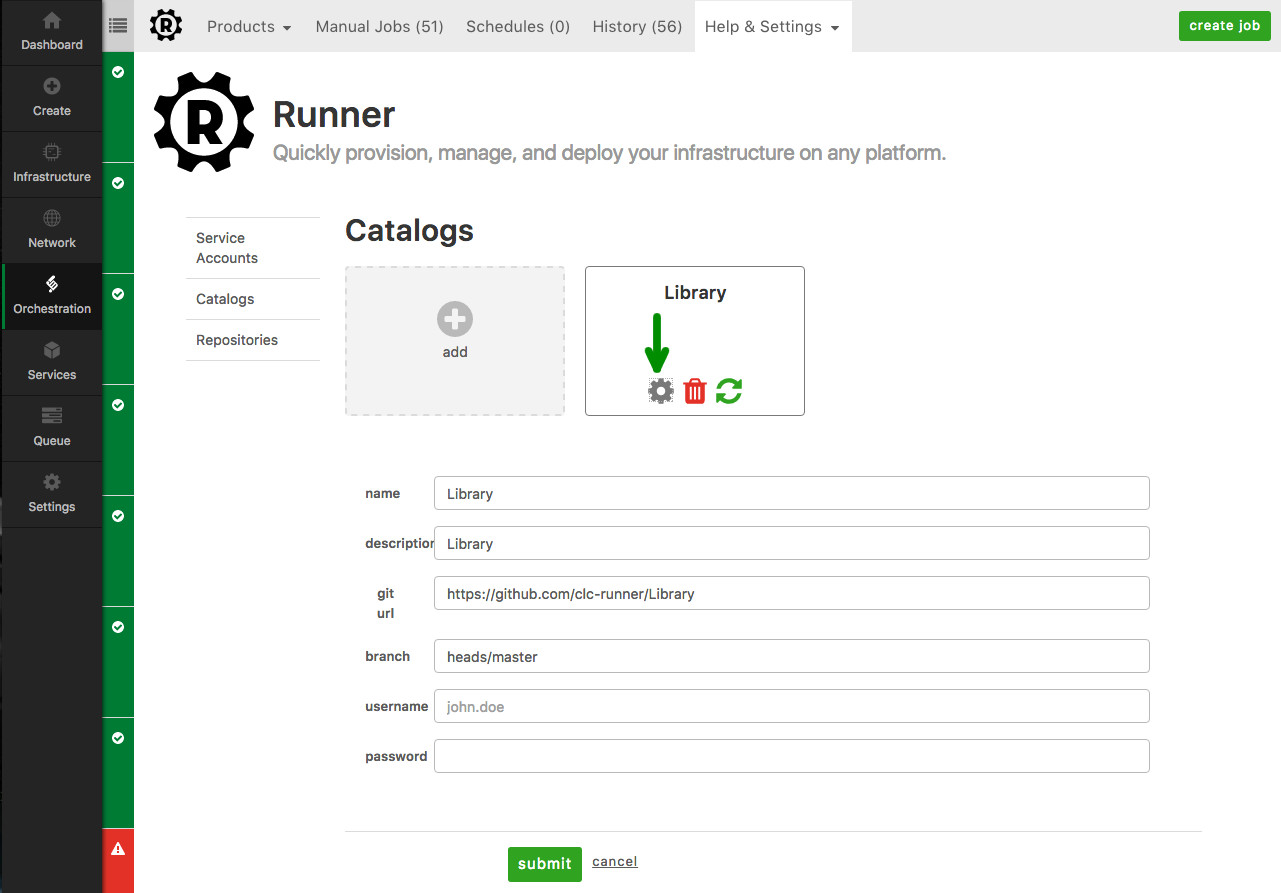 Dashboard
Create
Infrastructure
Network
Orchestration
Services
Queue
Settings
R
Products
Manual Jobs (51)
Schedules (0)
History (56)
Help & Settings
create job
R
Runner
Quickly provision, manage, and deploy your infrastructure on any platform.
Service
Accounts
Catalogs
Repositories
Catalogs
add
Library
name
Library
description
Library
git
url
https://github.com/clc-runner/Library
branch
heads/master
username
john.doe
password
submit
cancel